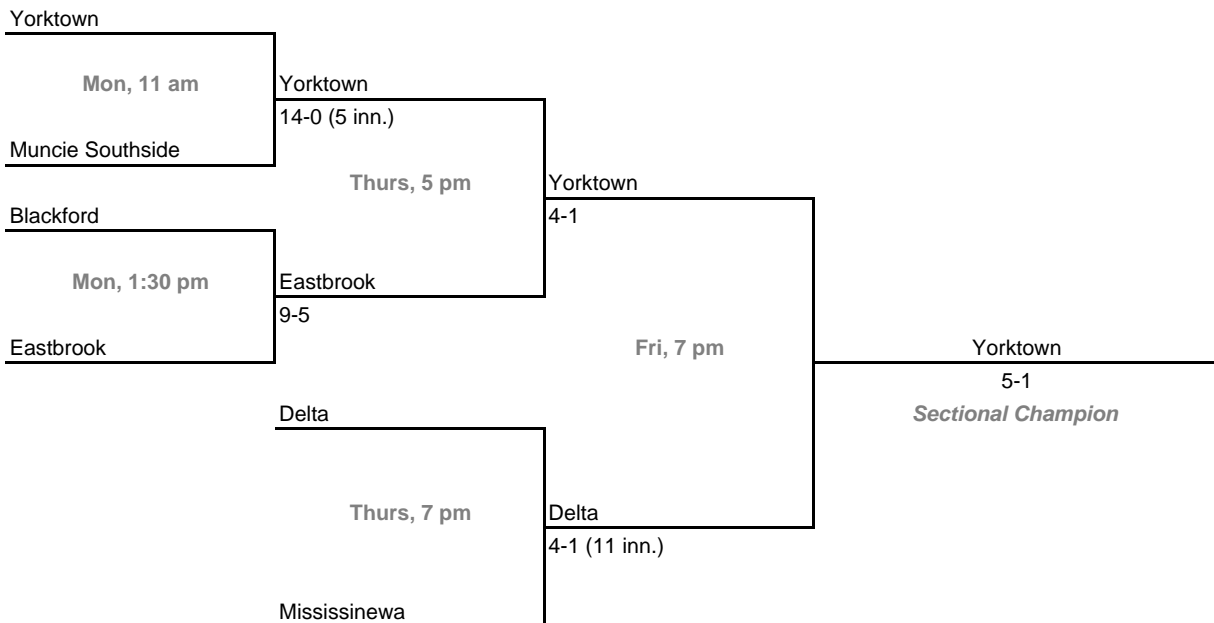 Yorktown
Mon, 11 am
Yorktown
14-0 (5 inn.)
Muncie Southside
Thurs, 5 pm
Yorktown
4-1
Blackford
Mon, 1:30 pm
Eastbrook
9-5
Eastbrook
Fri, 7 pm
Yorktown
5-1
Sectional Champion
Delta
Thurs, 7 pm
Delta
4-1 (11 inn.)
Mississinewa